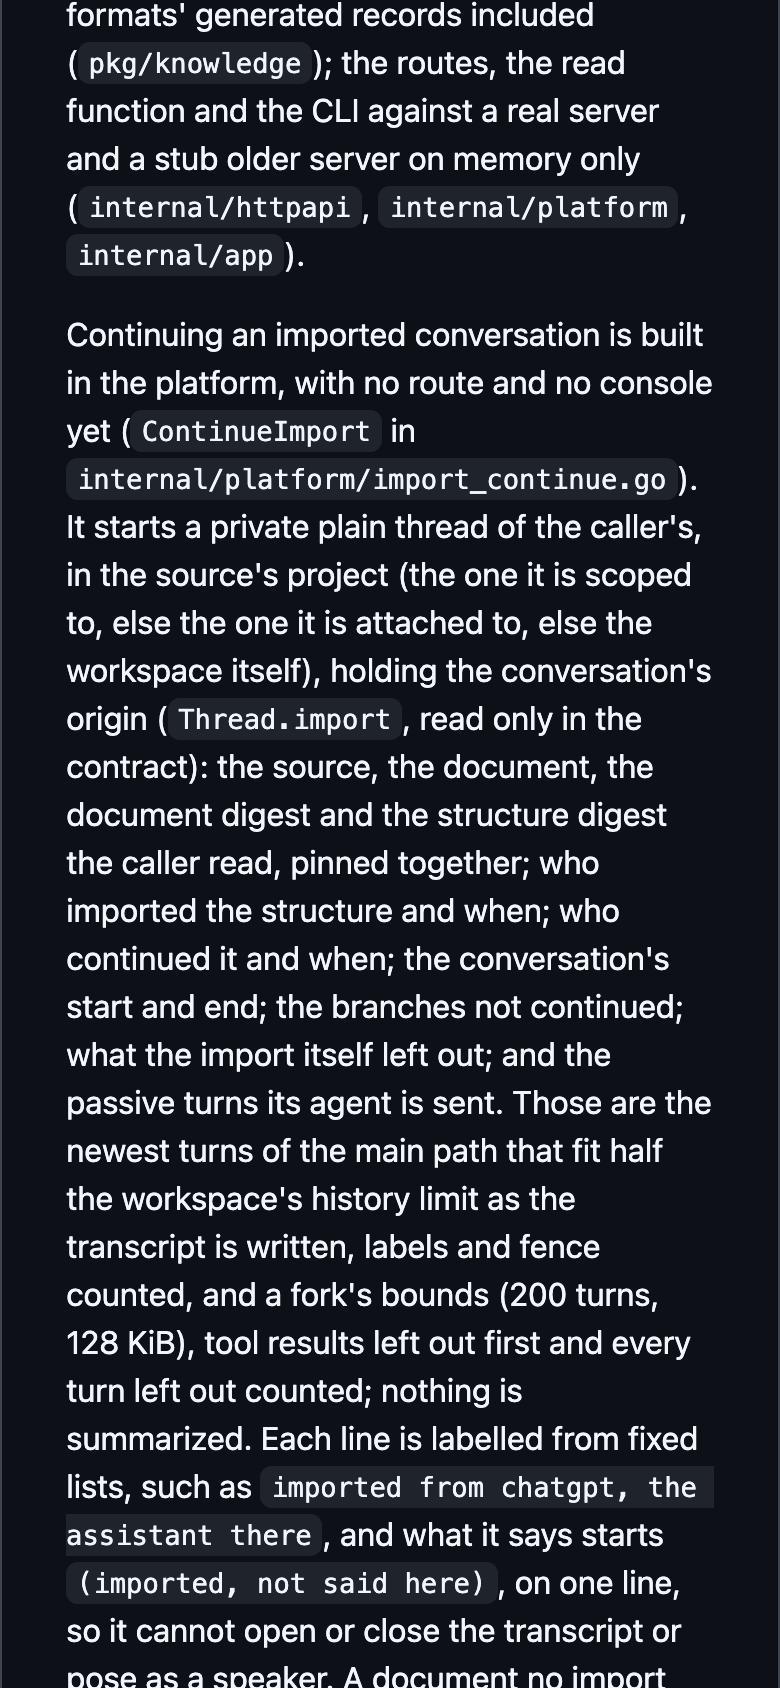 formats' generated records included
(pkg/knowledge); the routes, the read
function and the CLI against a real server
and a stub older server on memory only
(internal/httpapi, internal/platform,
internal/app).
Continuing an imported conversation is built
in the platform, with no route and no console
yet (ContinueImport in
internal/platform/import_continue.go).
It starts a private plain thread of the caller's,
in the source's project (the one it is scoped
to, else the one it is attached to, else the
workspace itself), holding the conversation's
origin (Thread.import, read only in the
contract): the source, the document, the
document digest and the structure digest
the caller read, pinned together; who
imported the structure and when; who
continued it and when; the conversation's
start and end; the branches not continued;
what the import itself left out; and the
passive turns its agent is sent. Those are the
newest turns of the main path that fit half
the workspace's history limit as the
transcript is written, labels and fence
counted, and a fork's bounds (200 turns,
128 KiB), tool results left out first and every
turn left out counted; nothing is
summarized. Each line is labelled from fixed
lists, such as imported from chatgpt, the
assistant there, and what it says starts
(imported, not said here), on one line,
so it cannot open or close the transcript or
pose as a speaker. A document no import